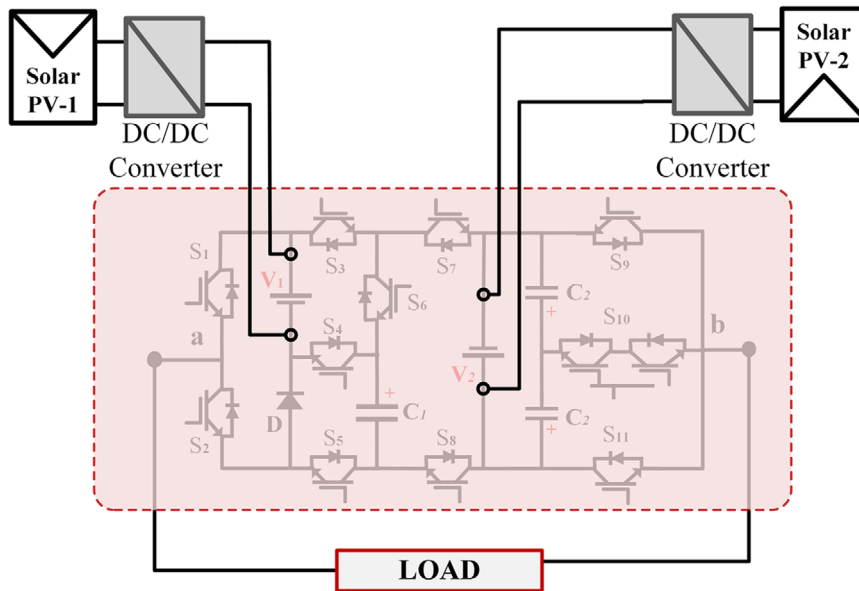 Solar
PV-1
DC/DC
Converter
Solar
PV-2
DC/DC
Converter
S1
S3
S7
S9
V1
S6
C2
+
S10
a
S4
b
V2
S2
D
+
C1
C2
+
S5
S8
S11
LOAD